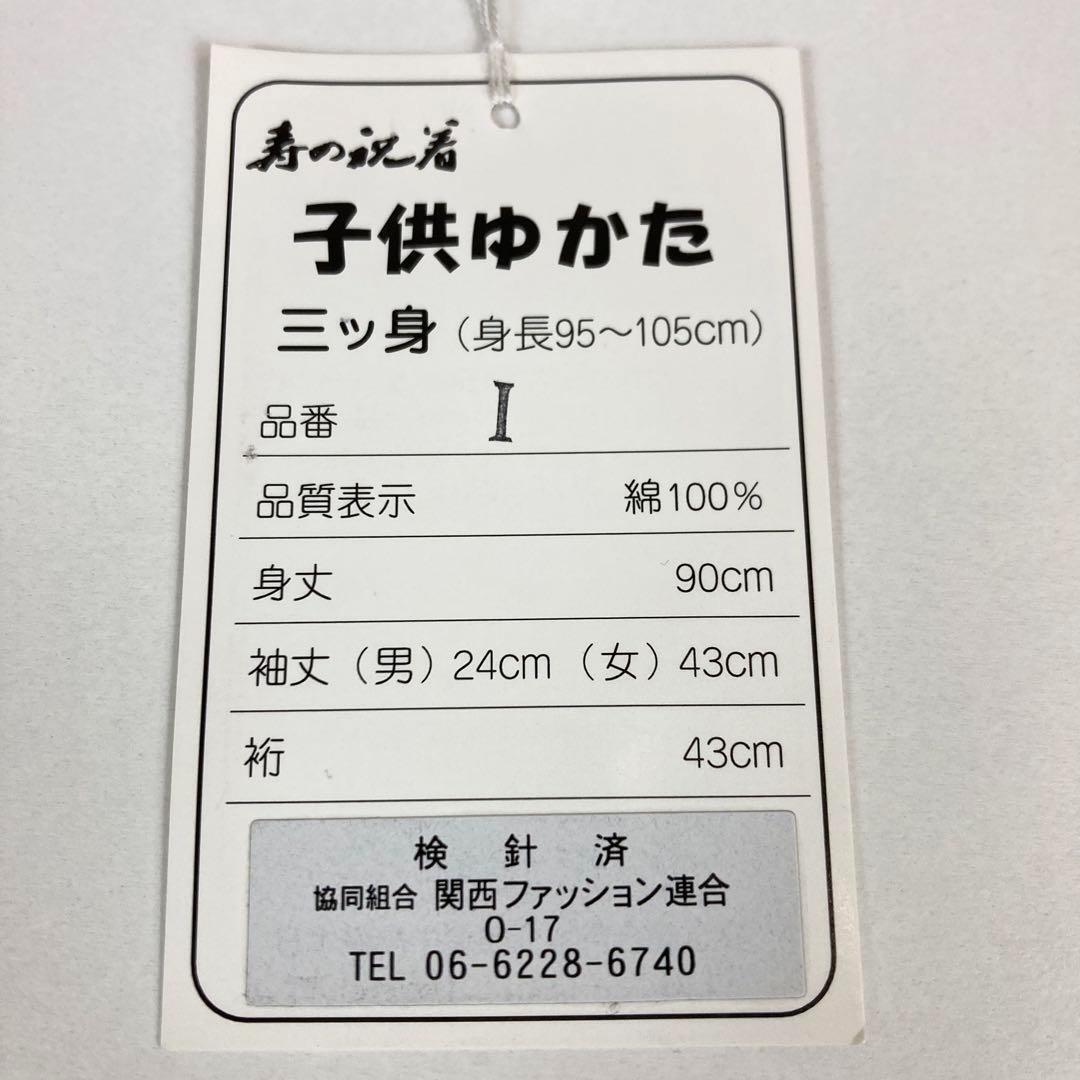 寿の祝着
子供ゆかた
三ッ身（身長95～105cm）
品番 I
品質表示 綿100%
身丈 90cm
袖丈（男）24cm（女）43cm
裄 43cm
検針済
協同組合 関西ファッション連合
O-17
TEL 06-6228-6740